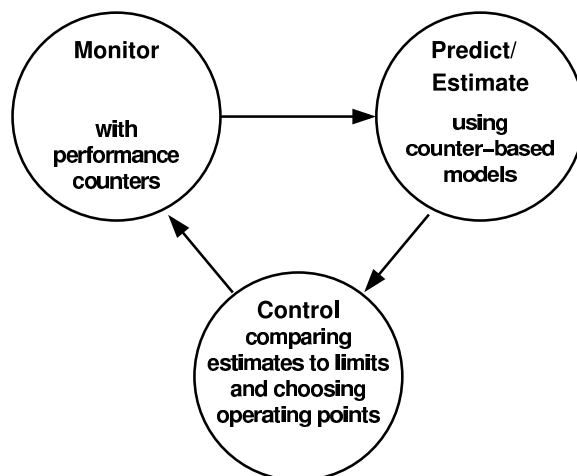 Monitor
with
performance
counters
Predict/
Estimate
using
counter–based
models
Control
comparing
estimates to limits
and choosing
operating points